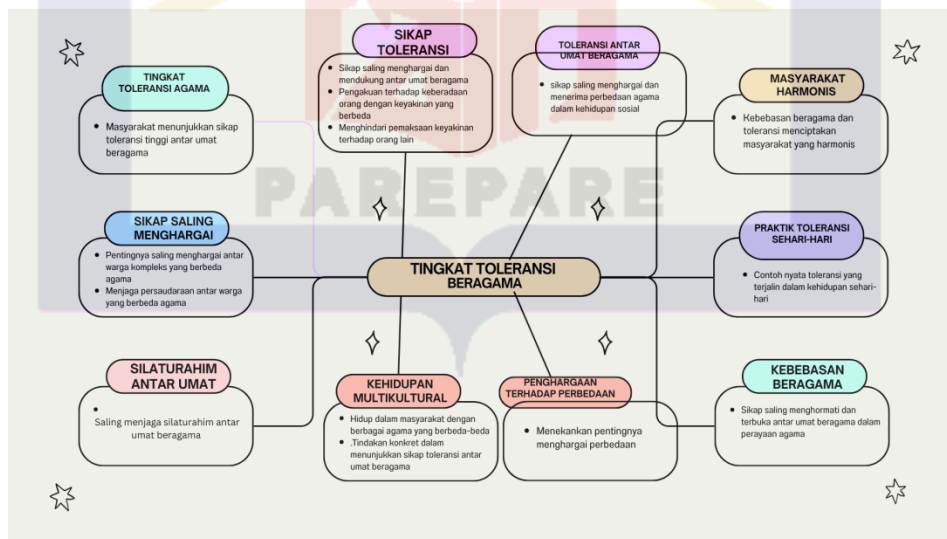 SIKAP
TOLERANSI
• Sikap saling menghargai dan
mendukung antar umat beragama
• Pengakuan terhadap keberadaan
orang dengan keyakinan yang
berbeda
• Menghindari pemaksaan keyakinan
terhadap orang lain
TOLERANSI ANTAR
UMAT BERAGAMA
• sikap saling menghargai dan
menerima perbedaan agama
dalam kehidupan sosial
TINGKAT
TOLERANSI AGAMA
• Masyarakat menunjukkan sikap
toleransi tinggi antar umat
beragama
MASYARAKAT
HARMONIS
• Kebebasan beragama dan
toleransi menciptakan
masyarakat yang harmonis
PAREPARE
SIKAP SALING
MENGHARGAI
• Pentingnya saling menghargai antar
warga kompleks yang berbeda
agama
• Menjaga persaudaraan antar warga
yang berbeda agama
TINGKAT TOLERANSI
BERAGAMA
PRAKTIK TOLERANSI
SEHARI-HARI
• Contoh nyata toleransi yang
terjalin dalam kehidupan sehari-
hari
SILATURAHIM
ANTAR UMAT
•
Saling menjaga silaturahim antar
umat beragama
KEHIDUPAN
MULTIKULTURAL
• Hidup dalam masyarakat dengan
berbagai agama yang berbeda-beda
• .Tindakan konkret dalam
menunjukkan sikap toleransi antar
umat beragama
PENGHARGAAN
TERHADAP PERBEDAAN
• Menekankan pentingnya
menghargai perbedaan
KEBEBASAN
BERAGAMA
• Sikap saling menghormati dan
terbuka antar umat beragama dalam
perayaan agama